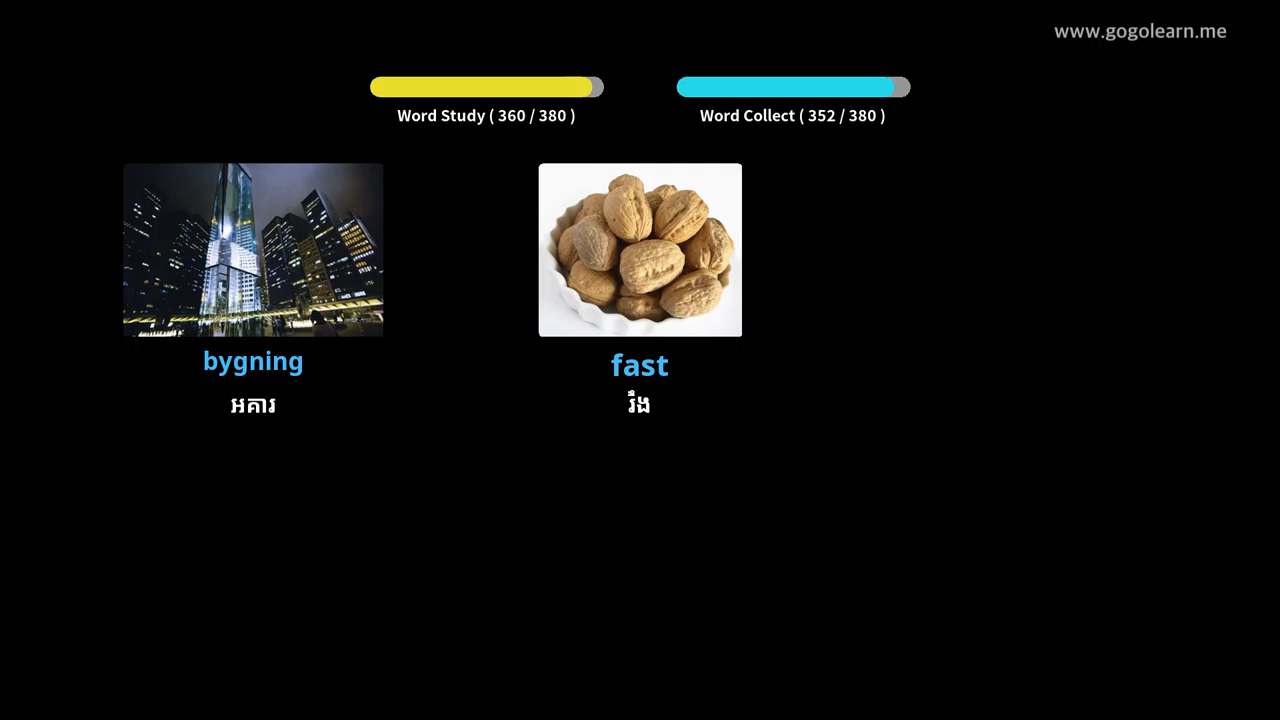 www.gogolearn.me
Word Study ( 360 / 380 )
Word Collect ( 352 / 380 )
bygning
អគារ
fast
រឹង